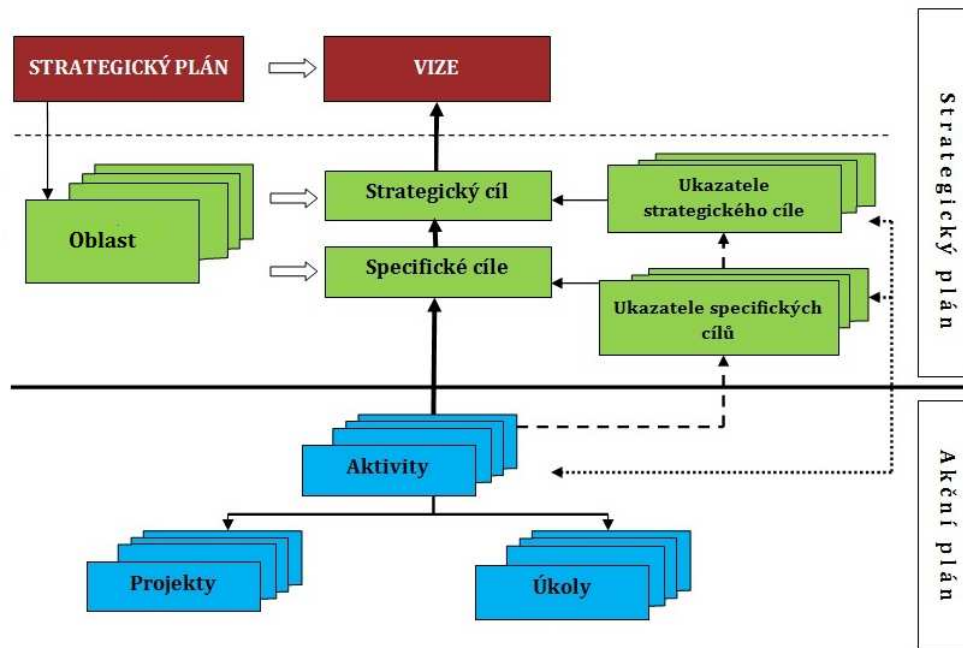 STRATEGICKÝ PLÁN
VIZE
Oblast
Strategický cíl
Ukazatele
strategického cíle
Specifické cíle
Ukazatele specifických
cílů
Aktivity
Projekty
Úkoly
Strategický plán
Akční plán